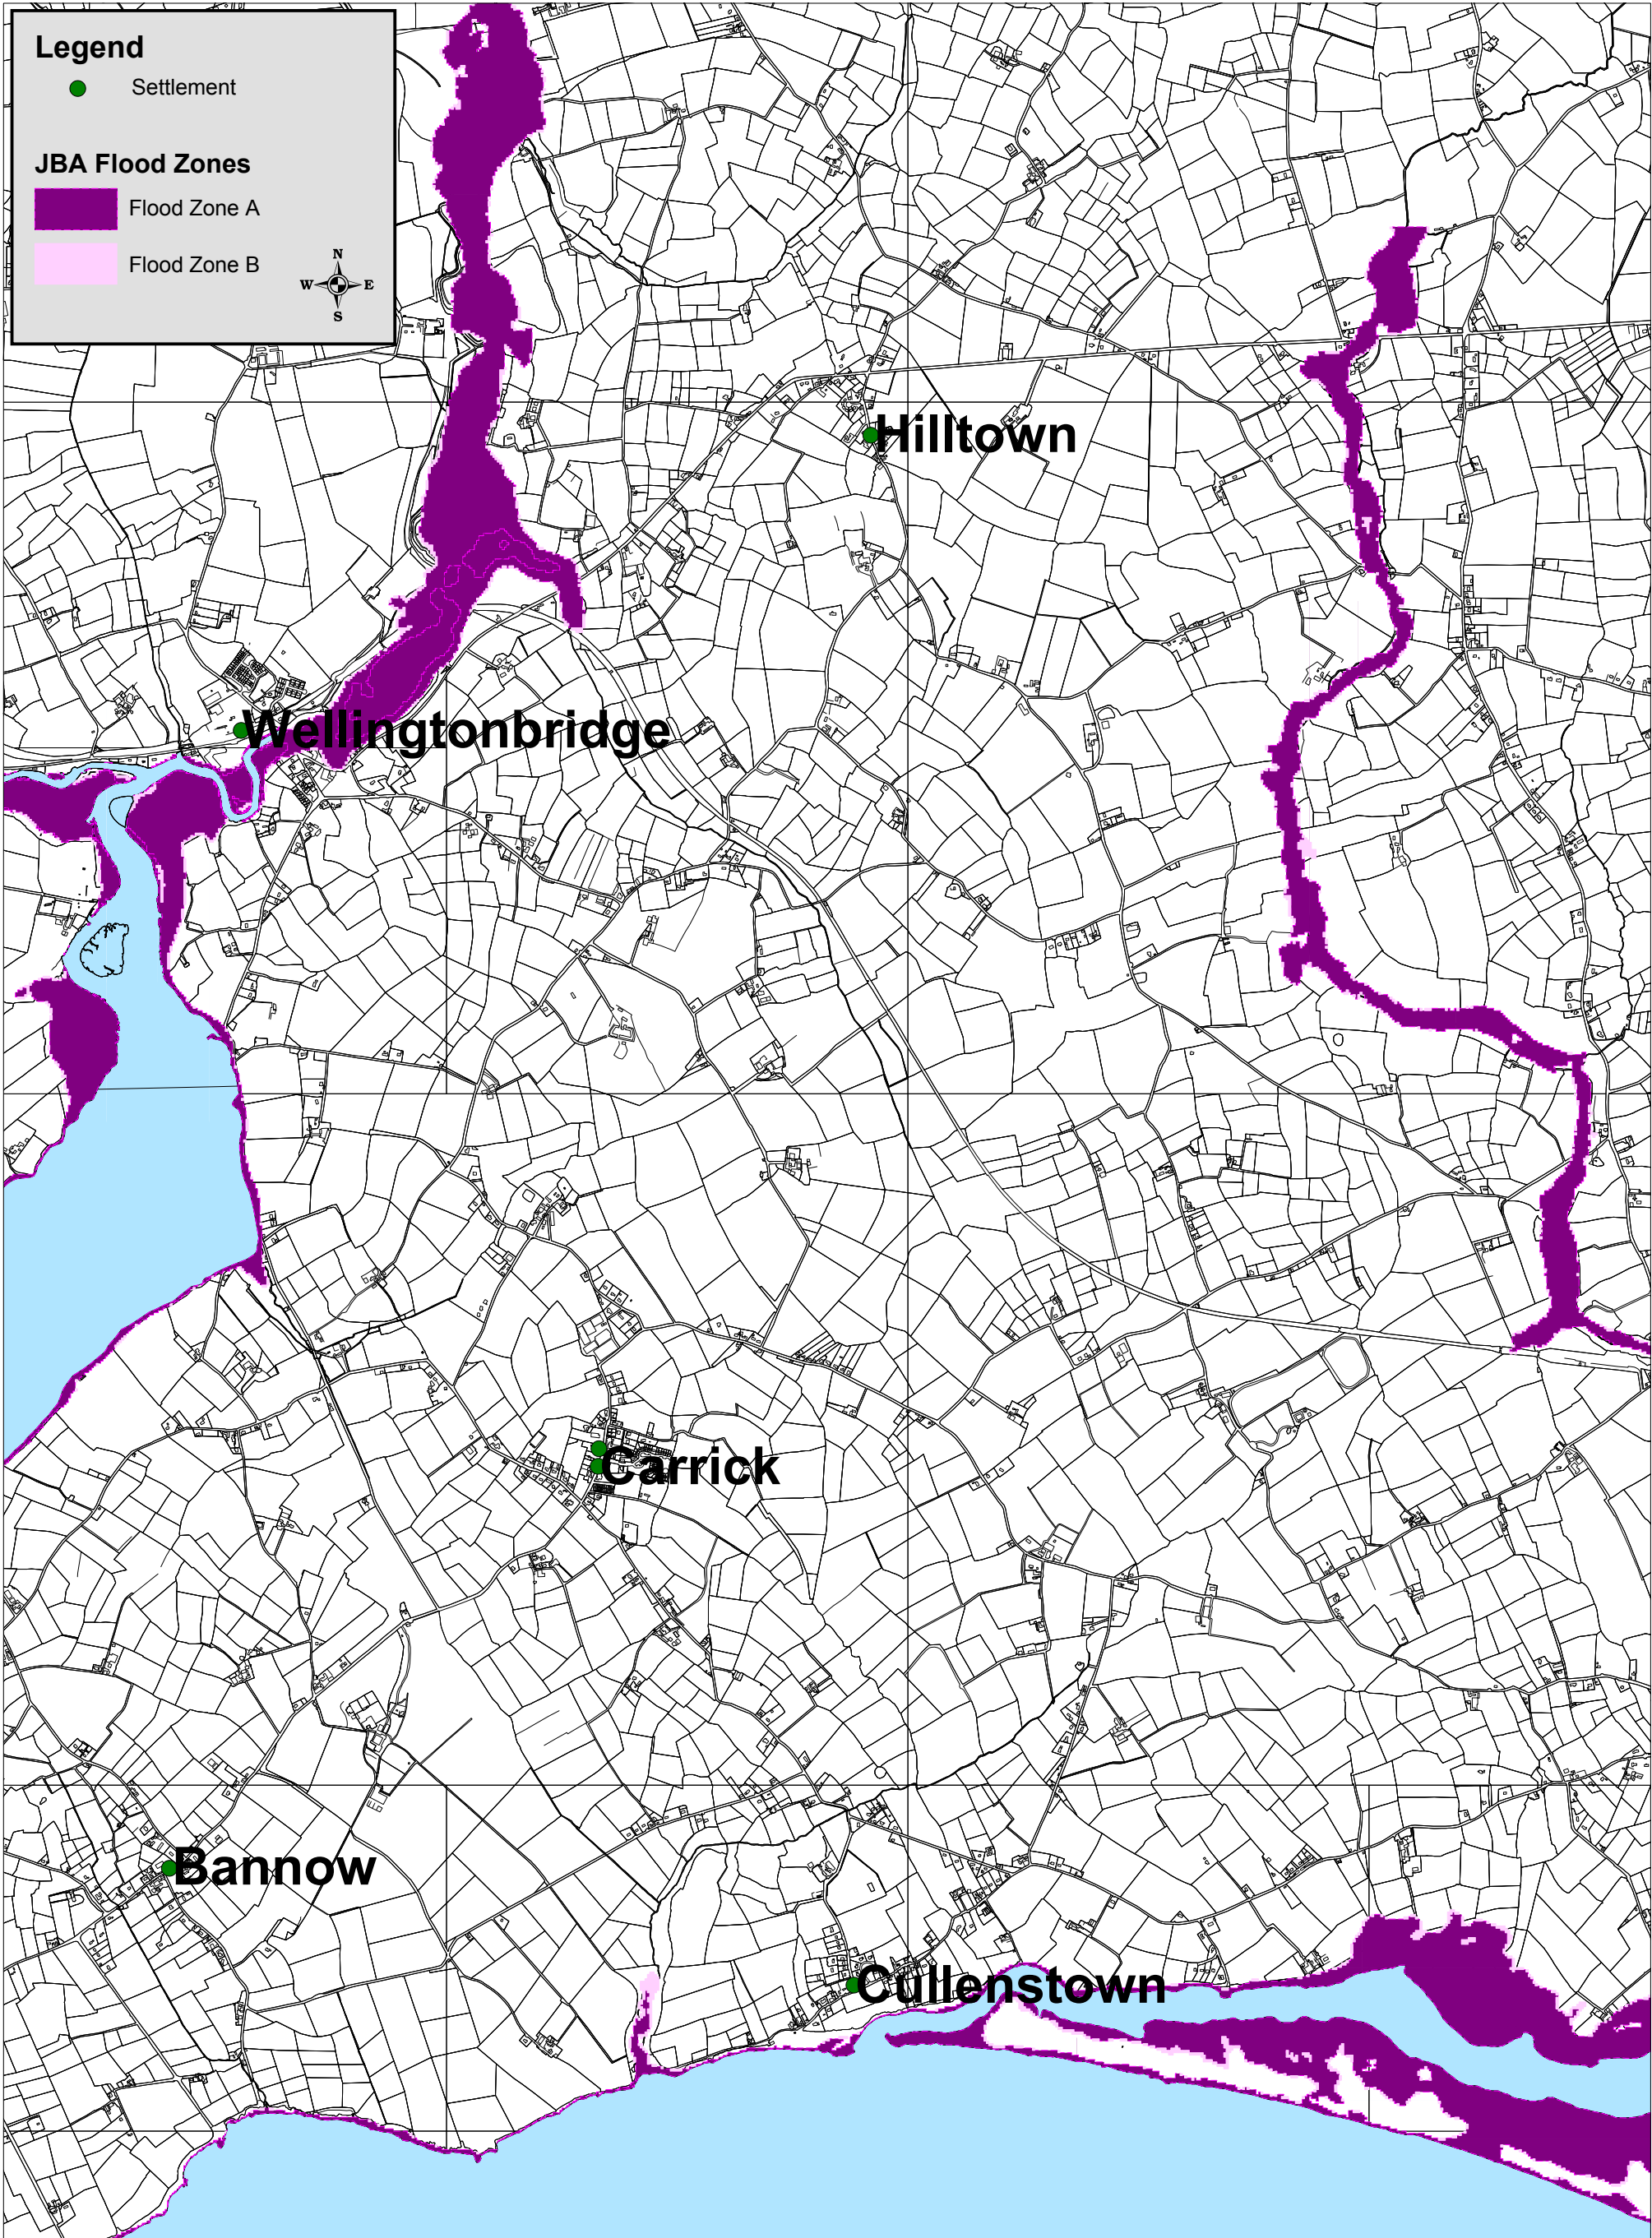 Legend
Settlement
JBA Flood Zones
Flood Zone A
Flood Zone B
N
W E
S
Hilltown
Wellingtonbridge
Carrick
Bannow
Cullenstown